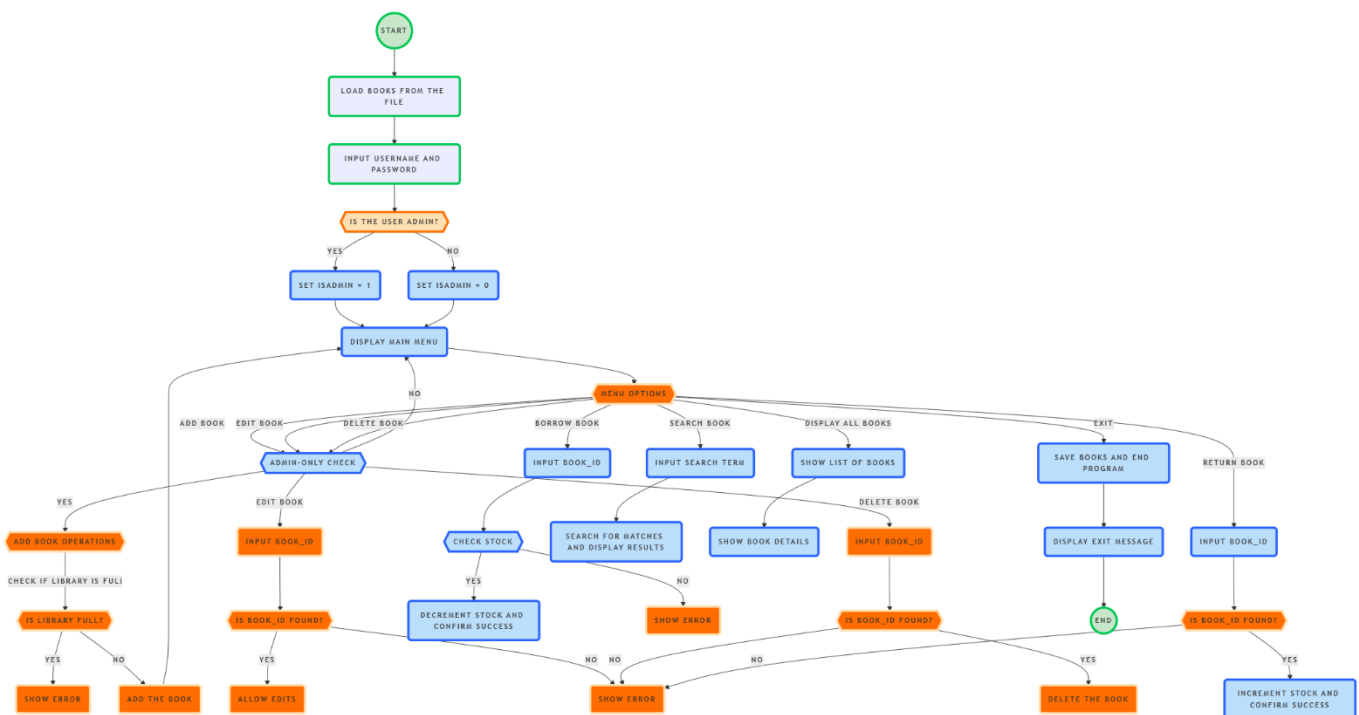 START
LOAD BOOKS FROM THE
FILE
INPUT USERNAME AND
PASSWORD
IS THE USER ADMIN?
YES
NO
SET ISADMIN = 1
SET ISADMIN = 0
DISPLAY MAIN MENU
NO
MENU OPTIONS
ADD BOOK
EDIT BOOK
DELETE BOOK
BORROW BOOK
SEARCH BOOK
DISPLAY ALL BOOKS
EXIT
RETURN BOOK
ADMIN-ONLY CHECK
INPUT BOOK_ID
INPUT SEARCH TERM
SHOW LIST OF BOOKS
SAVE BOOKS AND END
PROGRAM
YES
EDIT BOOK
DELETE BOOK
ADD BOOK OPERATIONS
INPUT BOOK_ID
CHECK STOCK
SEARCH FOR MATCHES
AND DISPLAY RESULTS
SHOW BOOK DETAILS
INPUT BOOK_ID
DISPLAY EXIT MESSAGE
INPUT BOOK_ID
CHECK IF LIBRARY IS FULL
YES
NO
IS LIBRARY FULL?
IS BOOK_ID FOUND?
DECREMENT STOCK AND
CONFIRM SUCCESS
SHOW ERROR
IS BOOK_ID FOUND?
END
IS BOOK_ID FOUND?
YES
NO
YES
NO
NO
NO
YES
YES
SHOW ERROR
ADD THE BOOK
ALLOW EDITS
SHOW ERROR
DELETE THE BOOK
INCREMENT STOCK AND
CONFIRM SUCCESS